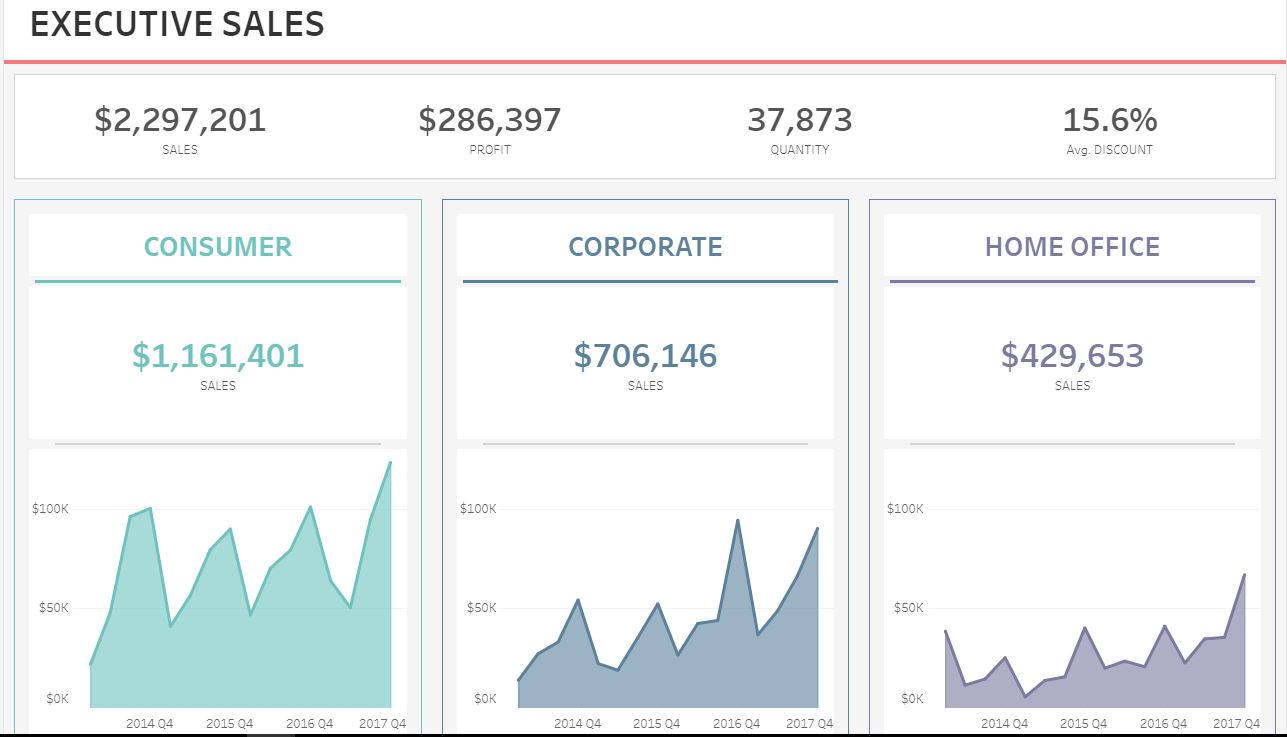 EXECUTIVE SALES
$2,297,201
SALES
$286,397
PROFIT
37,873
QUANTITY
15.6%
Avg. DISCOUNT
CONSUMER
$1,161,401
SALES
$100K
$50K
$0K
2014 Q4 2015 Q4 2016 Q4 2017 Q4
CORPORATE
$706,146
SALES
$100K
$50K
$0K
2014 Q4 2015 Q4 2016 Q4 2017 Q4
HOME OFFICE
$429,653
SALES
$100K
$50K
$0K
2014 Q4 2015 Q4 2016 Q4 2017 Q4